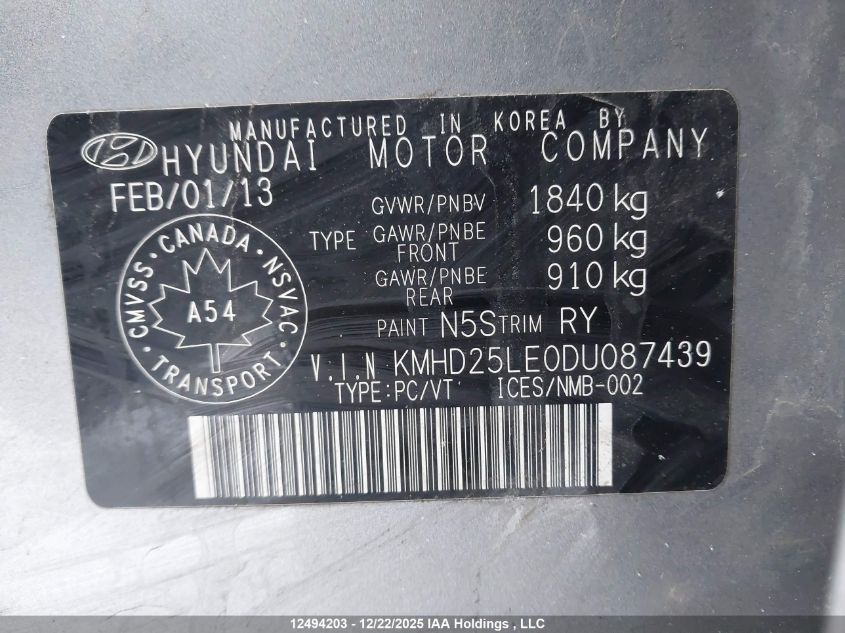 MANUFACTURED IN KOREA BY
HYUNDAI MOTOR COMPANY
FEB/01/13
GVWR/PNBV 1840 kg
TYPE GAWR/PNBE FRONT 960 kg
GAWR/PNBE REAR 910 kg
CMVSS · CANADA · NSVAC · TRANSPORT ·
A54
PAINT N5S TRIM RY
V.I.N KMHD25LE0DU087439
TYPE:PC/VT ICES/NMB-002
12494203 - 12/22/2025 IAA Holdings , LLC